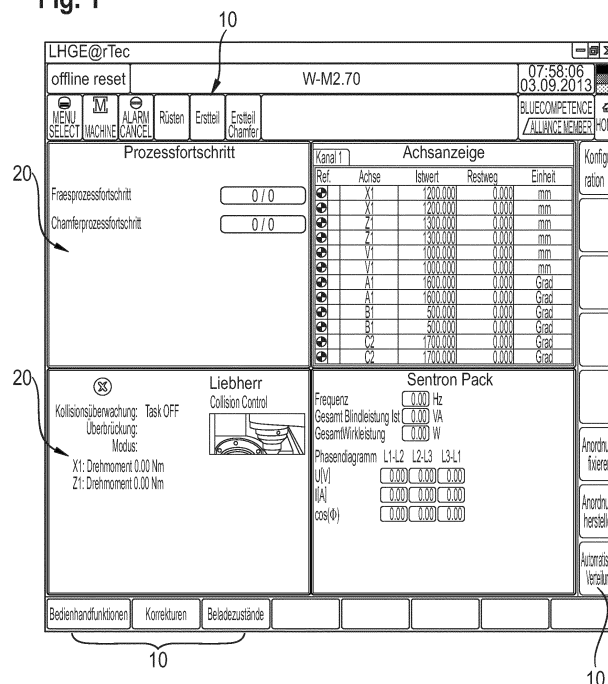 Fig. 1
10
LHGE@rTec
offline reset
W-M2.70
07:58:06
03.09.2013
MENU
SELECT
M
MACHINE
ALARM
CANCEL
Rüsten
Erstteil
Erstteil
Chamfer
BLUECOMPETENCE
ALLIANCE MEMBER
Prozessfortschritt
20
Fraesprozessfortschritt 0 / 0
Chamferprozessfortschritt 0 / 0
Kanal 1
Achsanzeige
Ref. Achse Istwert Restweg Einheit
X1 1200.000 0.000 mm
X1 1200.000 0.000 mm
Z1 1300.000 0.000 mm
Z1 1300.000 0.000 mm
V1 1000.000 0.000 mm
V1 1000.000 0.000 mm
A1 1600.000 0.000 Grad
A1 1600.000 0.000 Grad
B1 500.000 0.000 Grad
B1 500.000 0.000 Grad
C2 1700.000 0.000 Grad
C2 1700.000 0.000 Grad
Konfigu
ration
20
Liebherr
Collision Control
Kollisionsüberwachung: Task OFF
Überbrückung:
Modus:
X1: Drehmoment 0.00 Nm
Z1: Drehmoment 0.00 Nm
Sentron Pack
Frequenz 0.00 Hz
Gesamt Blindleistung Ist 0.00 VA
GesamtWirkleistung 0.00 W
Phasendiagramm L1-L2 L2-L3 L3-L1
U[V] 0.00 0.00 0.00
I[A] 0.00 0.00 0.00
cos(Φ) 0.00 0.00 0.00
Anordnu
fixiere
Anordnu
herstell
Automatis
Verteilun
Bedienhandfunktionen
Korrekturen
Beladezustände
10
10